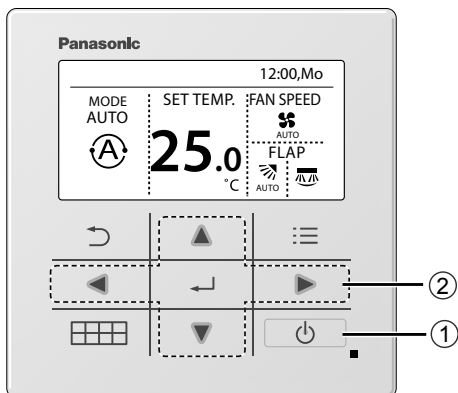 Panasonic
12:00,Mo
MODE SET TEMP. FAN SPEED
AUTO
A
25.0
°C
AUTO
FLAP
AUTO
2
1